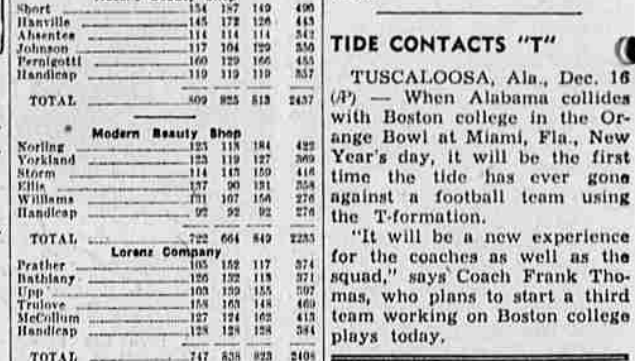 Short 187 149 490
Hanville 145 172 126 443
Absentee 114 114 114 342
Johnson 117 104 129 350
Pernigotti 160 129 166 455
Handicap 119 119 119 357
TOTAL 809 825 813 2437
Modern Beauty Shop
Norling 125 113 184 422
Yorkland 123 119 127 369
Storm 114 143 159 416
Ellis 137 90 131 358
Williams 131 107 156
Handicap 92 92 92 276
TOTAL 722 664 849 2235
Lorenz Company
Prather 105 152 117 374
Bathiany 126 113 371
Upp 103 139 155 397
Trulove 158 163 148 469
McCollum 127 124 162 413
Handicap 128 128 128 384
TOTAL 747 838 823 2408
TIDE CONTACTS "T"
TUSCALOOSA, Ala., Dec. 16
(AP) — When Alabama collides
with Boston college in the Or-
ange Bowl at Miami, Fla., New
Year's day, it will be the first
time the tide has ever gone
against a football team using
the T-formation.
"It will be a new experience
for the coaches as well as the
squad," says Coach Frank Tho-
mas, who plans to start a third
team working on Boston college
plays today.